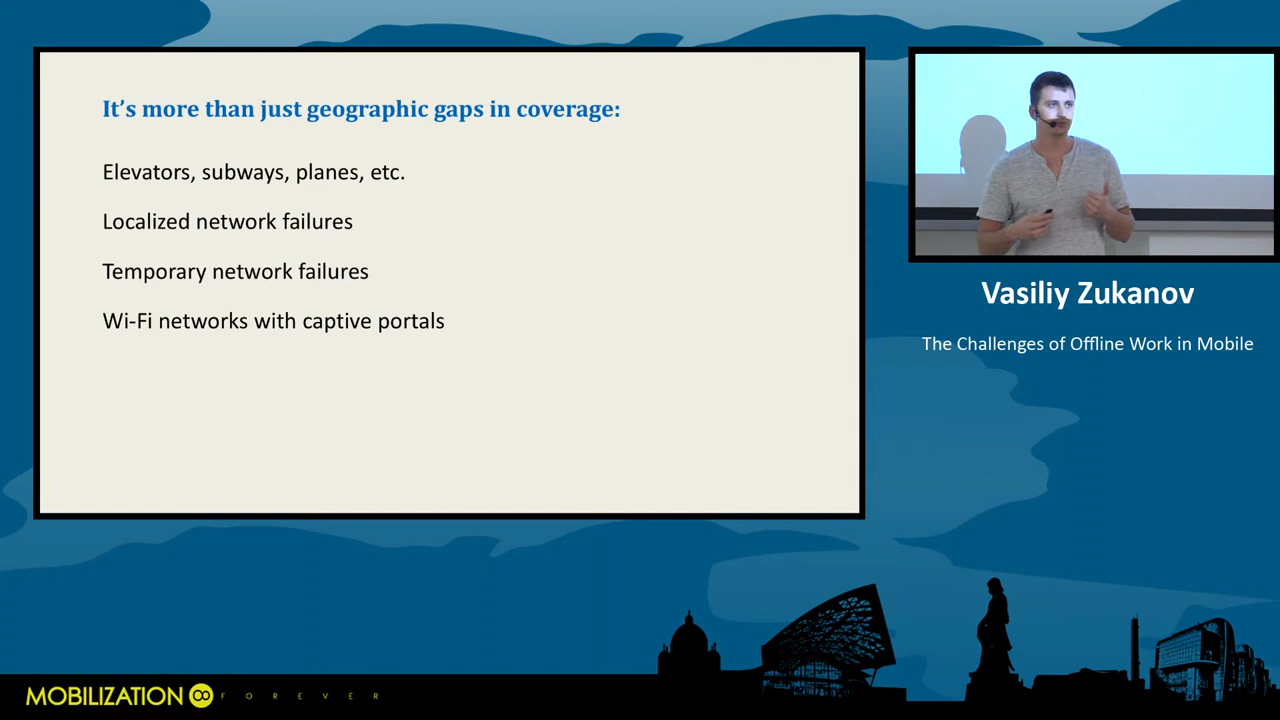 It's more than just geographic gaps in coverage:
Elevators, subways, planes, etc.
Localized network failures
Temporary network failures
Wi-Fi networks with captive portals
Vasiliy Zukanov
The Challenges of Offline Work in Mobile
MOBILIZATION
FOREVER